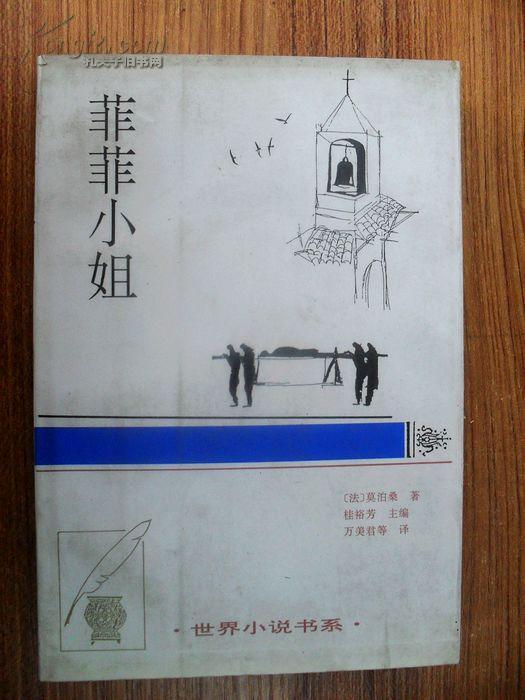 孔夫子旧书网
菲菲小姐
〔法〕莫泊桑 著
桂裕芳 主编
万美君等 译
·世界小说书系·